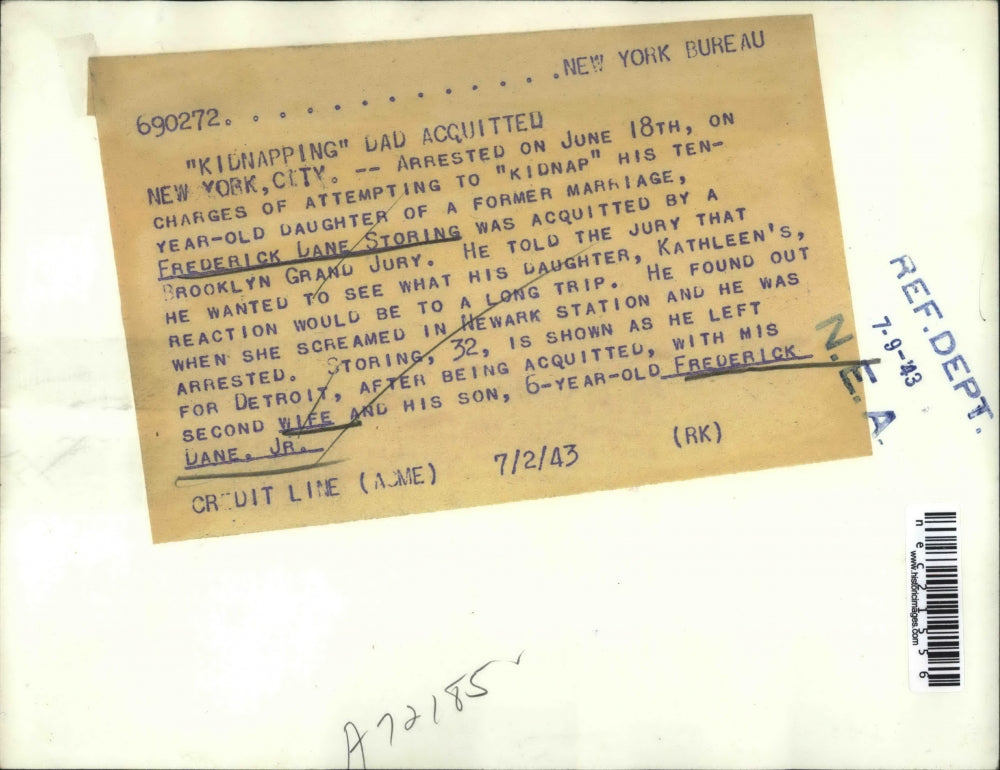 690272. . . . . . . . . . . . .NEW YORK BUREAU
"KIDNAPPING" DAD ACQUITTED
NEW YORK, CITY. -- ARRESTED ON JUNE 18TH, ON
CHARGES OF ATTEMPTING TO "KIDNAP" HIS TEN-
YEAR-OLD DAUGHTER OF A FORMER MARRIAGE,
FREDERICK DANE STORING WAS ACQUITTED BY A
BROOKLYN GRAND JURY. HE TOLD THE JURY THAT
HE WANTED TO SEE WHAT HIS DAUGHTER, KATHLEEN'S,
REACTION WOULD BE TO A LONG TRIP. HE FOUND OUT
WHEN SHE SCREAMED IN NEWARK STATION AND HE WAS
ARRESTED. STORING, 32, IS SHOWN AS HE LEFT
FOR DETROIT, AFTER BEING ACQUITTED, WITH MIS
SECOND WIFE AND HIS SON, 6-YEAR-OLD FREDERICK
DANE. JR.
CREDIT LINE (ACME) 7/2/43 (RK)
REF. DEPT.
7-9-43
N. E. A.
nec21556
www.historicimages.com
A72185